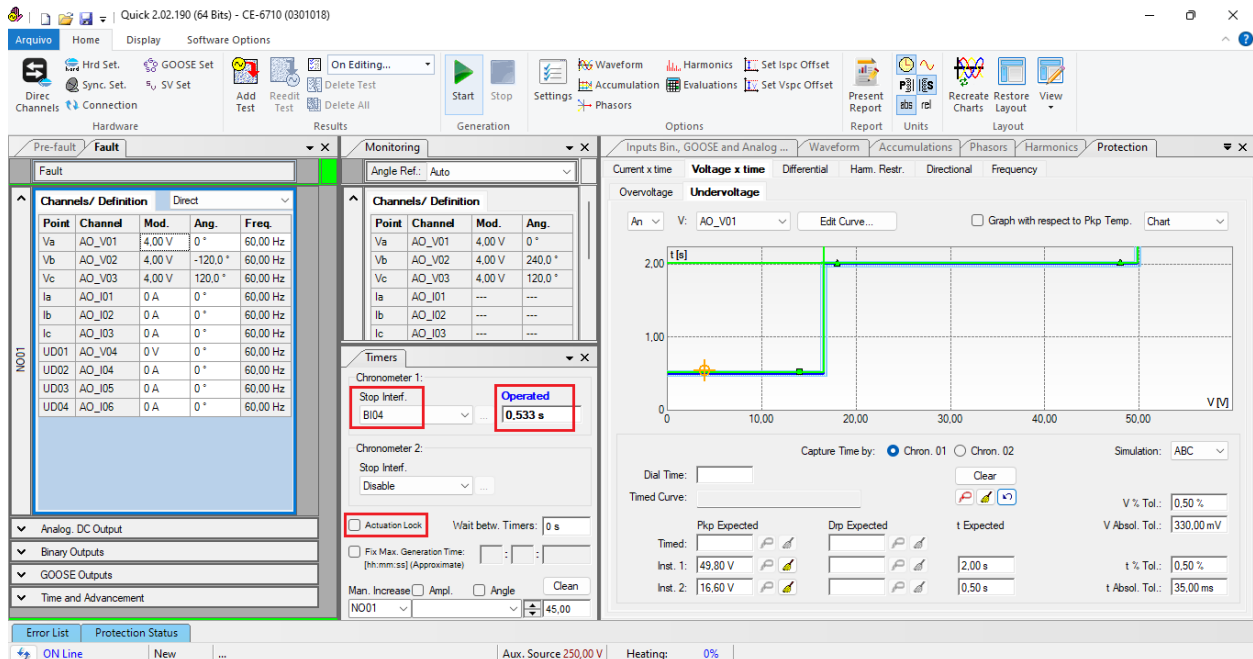 Quick 2.02.190 (64 Bits) - CE-6710 (0301018)
Arquivo Home Display Software Options
Direc Channels
Hrd Set.
Sync. Set.
Connection
GOOSE Set
SV Set
Hardware
Add Test
Reedit Test
On Editing...
Delete Test
Delete All
Results
Start
Stop
Generation
Settings
Waveform
Accumulation
Phasors
Harmonics
Evaluations
Set Ispc Offset
Set Vspc Offset
Options
Present Report
Report
abs rel
Units
Recreate Charts
Restore Layout
View
Layout
Pre-fault Fault
Fault
Channels/ Definition Direct
Point Channel Mod. Ang. Freq.
Va AO_V01 4,00 V 0 ° 60,00 Hz
Vb AO_V02 4,00 V -120,0 ° 60,00 Hz
Vc AO_V03 4,00 V 120,0 ° 60,00 Hz
Ia AO_I01 0 A 0 ° 60,00 Hz
Ib AO_I02 0 A 0 ° 60,00 Hz
Ic AO_I03 0 A 0 ° 60,00 Hz
UD01 AO_V04 0 V 0 ° 60,00 Hz
UD02 AO_I04 0 A 0 ° 60,00 Hz
UD03 AO_I05 0 A 0 ° 60,00 Hz
UD04 AO_I06 0 A 0 ° 60,00 Hz
NO01
Analog. DC Output
Binary Outputs
GOOSE Outputs
Time and Advancement
Monitoring
Angle Ref.: Auto
Channels/ Definition
Point Channel Mod. Ang.
Va AO_V01 4,00 V 0 °
Vb AO_V02 4,00 V 240,0 °
Vc AO_V03 4,00 V 120,0 °
Ia AO_I01 --- ---
Ib AO_I02 --- ---
Ic AO_I03 --- ---
Timers
Chronometer 1:
Stop Interf. Operated
BI04 ... 0,533 s
Chronometer 2:
Stop Interf.
Disable ...
Actuation Lock Wait betw. Timers: 0 s
Fix Max. Generation Time: : :
[hh:mm:ss] (Approximate)
Man. Increase Ampl. Angle Clean
NO01 45,00
Inputs Bin., GOOSE and Analog ... Waveform Accumulations Phasors Harmonics Protection
Current x time Voltage x time Differential Harm. Restr. Directional Frequency
Overvoltage Undervoltage
An V: AO_V01 Edit Curve... Graph with respect to Pkp Temp. Chart
t [s]
2,00
1,00
0
0 10,00 20,00 30,00 40,00 50,00
V [V]
Capture Time by: Chron. 01 Chron. 02 Simulation: ABC
Dial Time: Clear
Timed Curve: V % Tol.: 0,50 %
Pkp Expected Drp Expected t Expected V Absol. Tol.: 330,00 mV
Timed:
Inst. 1: 49,80 V 2,00 s t % Tol.: 0,50 %
Inst. 2: 16,60 V 0,50 s t Absol. Tol.: 35,00 ms
Error List Protection Status
ON Line New ... Aux. Source 250,00 V Heating: 0%